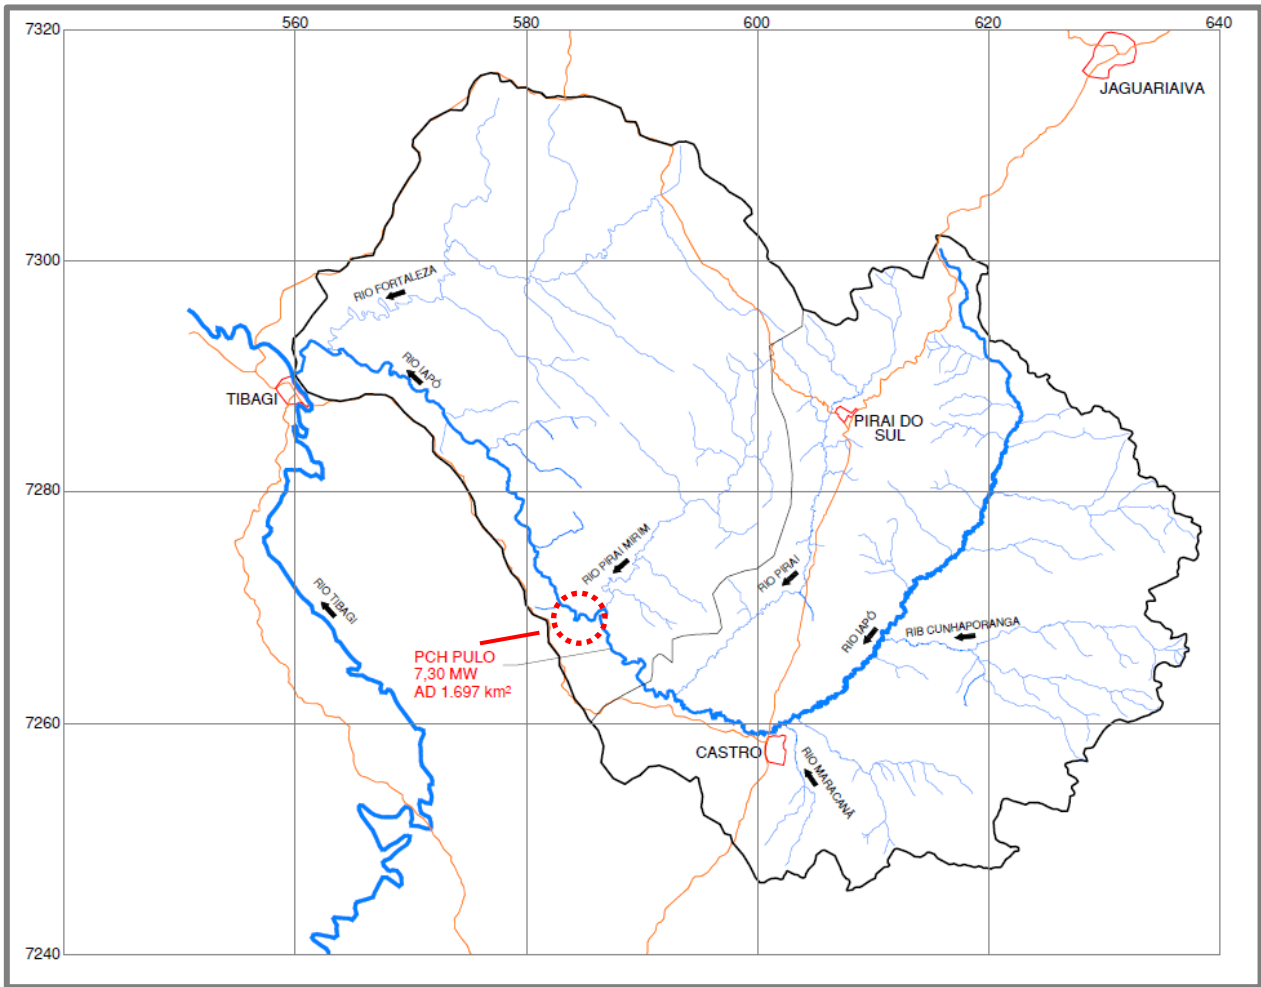 560
580
600
620
640
7320
JAGUARIAIVA
7300
RIO FORTALEZA
RIO IAPÓ
TIBAGI
PIRAI DO
SUL
7280
RIO PIRAI MIRIM
RIO PIRAI
RIO TIBAGI
RIO IAPÓ
RIB CUNHAPORANGA
PCH PULO
7,30 MW
AD 1.697 km²
7260
CASTRO
RIO MARACANÃ
7240